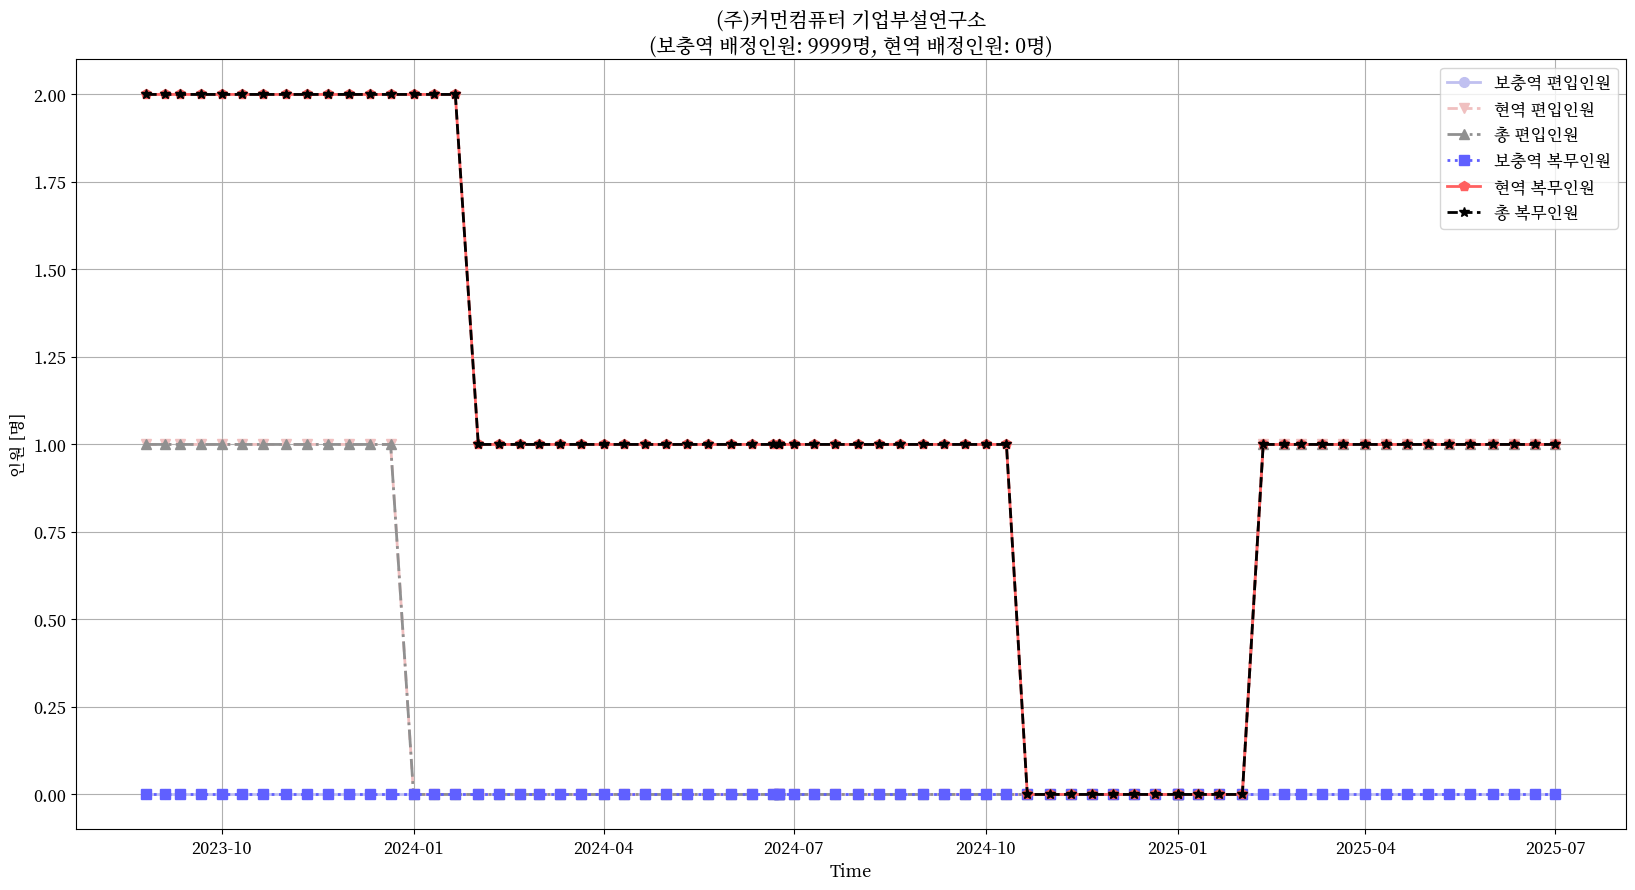 (주)커먼컴퓨터 기업부설연구소
(보충역 배정인원: 9999명, 현역 배정인원: 0명)
보충역 편입인원
현역 편입인원
총 편입인원
보충역 복무인원
현역 복무인원
총 복무인원
인원 [명]
2.00
1.75
1.50
1.25
1.00
0.75
0.50
0.25
0.00
2023-10 2024-01 2024-04 2024-07 2024-10 2025-01 2025-04 2025-07
Time